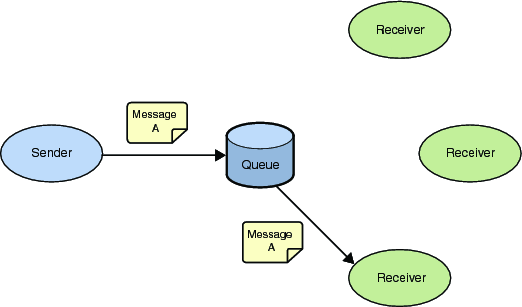 Receiver
Message
A
Sender
Queue
Receiver
Message
A
Receiver